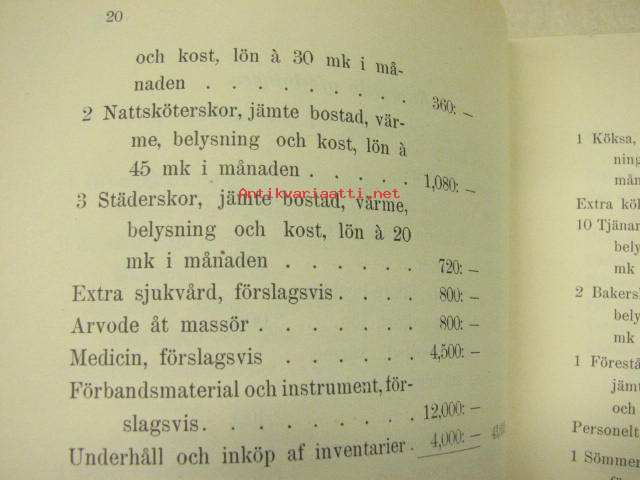 20
och kost, lön à 30 mk i må-
naden . . . . . . . . . 360: —
2 Nattsköterskor, jämte bostad, vär-
me, belysning och kost, lön à
45 mk i månaden . . . . . 1,080: —
Antikvariaatti.net
3 Städerskor, jämte bostad, värme,
belysning och kost, lön à 20
mk i månaden . . . . . . 720: —
Extra sjukvård, förslagsvis . . . . 800: —
Arvode åt massör . . . . . . . 800: —
Medicin, förslagsvis . . . . . . 4,500: —
Förbandsmaterial och instrument, för-
slagsvis . . . . . . . . . 12,000: —
Underhåll och inköp af inventarier . 4,000: —
1 Köksa,
ning
mån
Extra kök
10 Tjänar
bely
mk
2 Bakersk
bely
mk
1 Förestå
jämt
och
Personelt
1 Sömmer